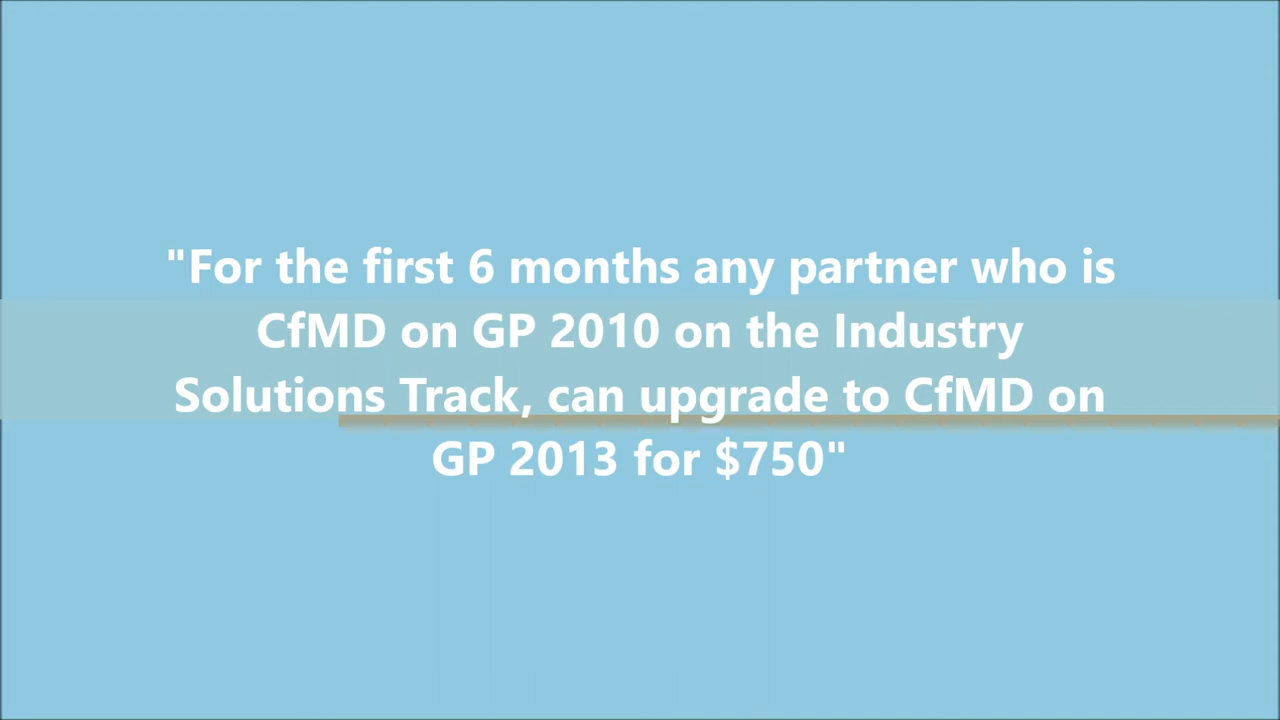 "For the first 6 months any partner who is
CfMD on GP 2010 on the Industry
Solutions Track, can upgrade to CfMD on
GP 2013 for $750"